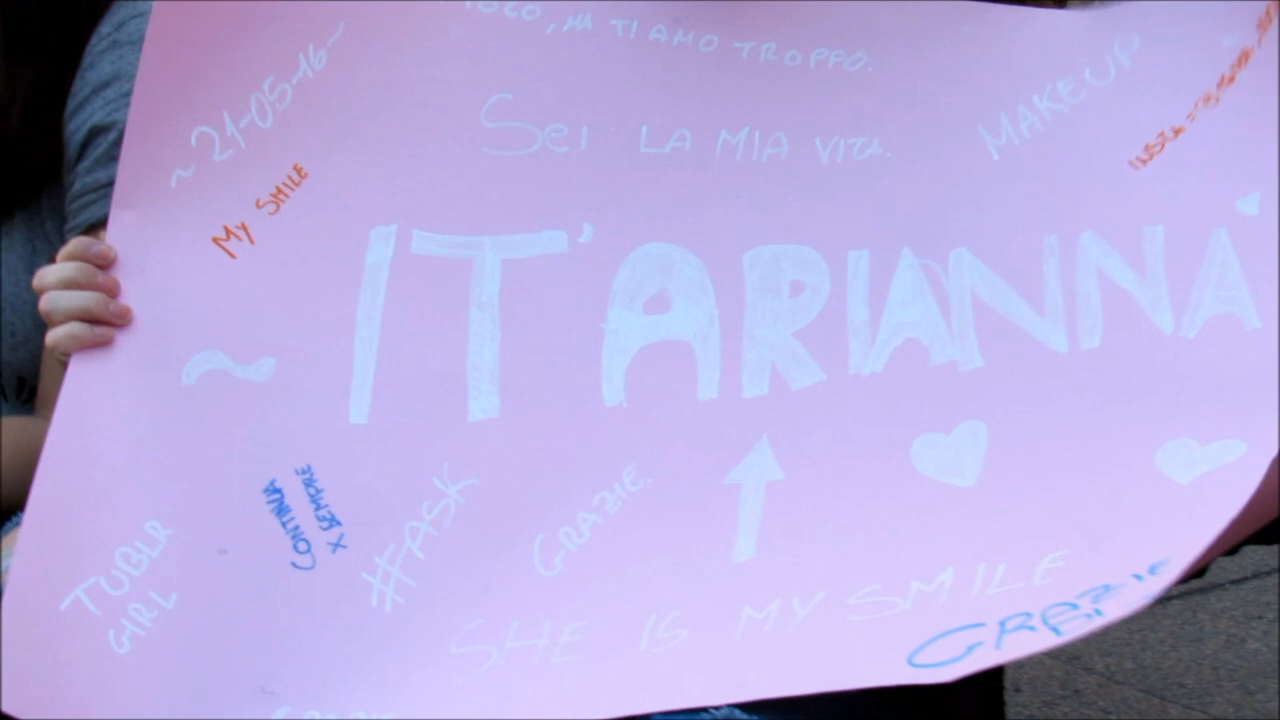 , MA TI AMO TROPPO.
~ 21-05-16 ~
SEI LA MIA VITA.
MAKEUP
MY SMILE
IT'ARIANNA
CONTINUA
X SEMPRE
#ASK
GRAZIE.
TUBLR
GIRL
SHE IS MY SMILE
GRAZIE
DI